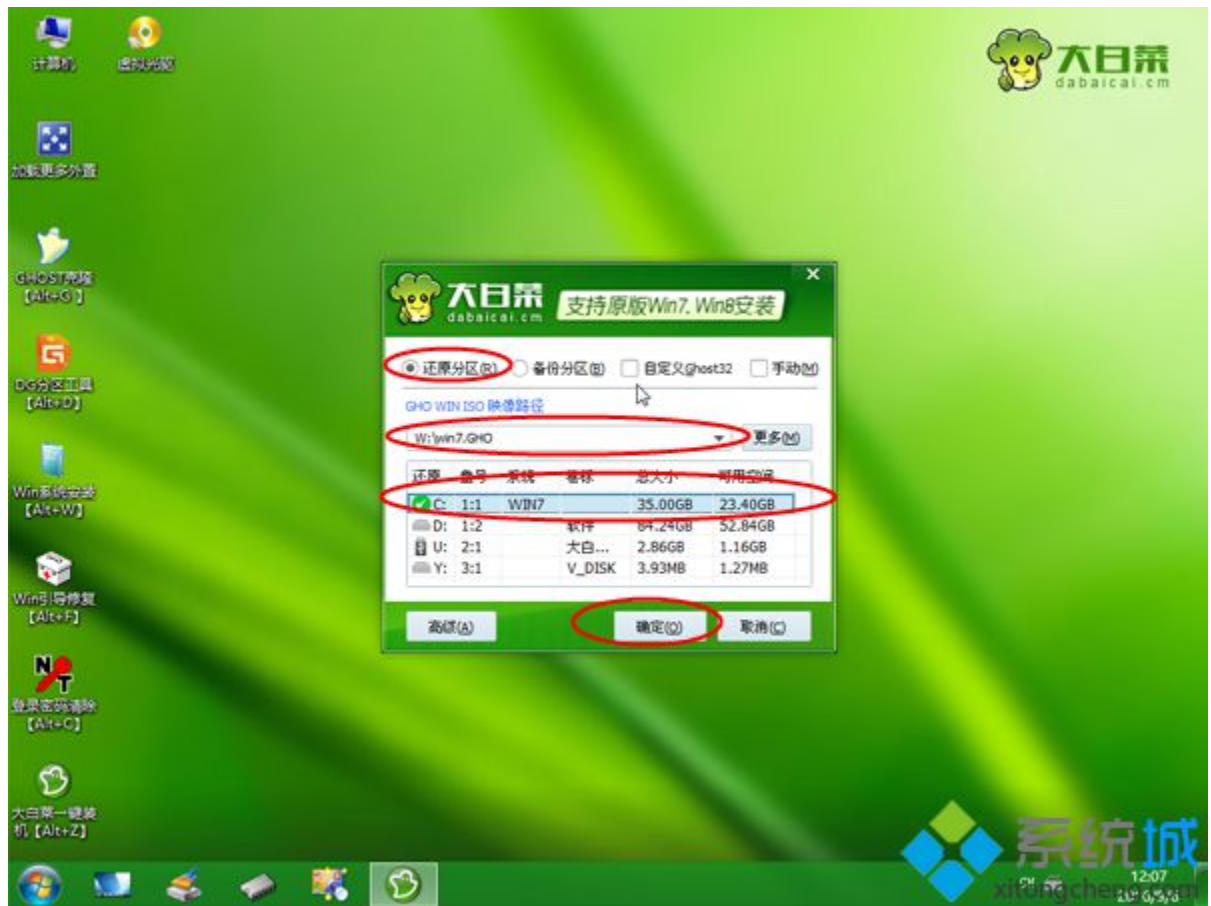 计算机
虚拟光驱
大白菜
dabaicai.cm
加载更多外置
GHOST克隆
【Alt+G 】
DG分区工具
【Alt+D】
Win系统安装
【Alt+W】
Win引导修复
【Alt+F】
登录密码清除
【Alt+C】
大白菜一键装
机【Alt+Z】
大白菜
dabaicai.cm
支持原版Win7. Win8安装
还原分区(R) 备份分区(B) 自定义Ghost32 手动(M)
GHO WIN ISO 映像路径
W:\win7.GHO 更多(M)
还原 盘号 系统 卷标 总大小 可用空间
C: 1:1 WIN7 35.00GB 23.40GB
D: 1:2 软件 64.24GB 52.84GB
U: 2:1 大白... 2.86GB 1.16GB
Y: 3:1 V_DISK 3.93MB 1.27MB
高级(A) 确定(O) 取消(C)
系统城
xitongcheng.com
12:07